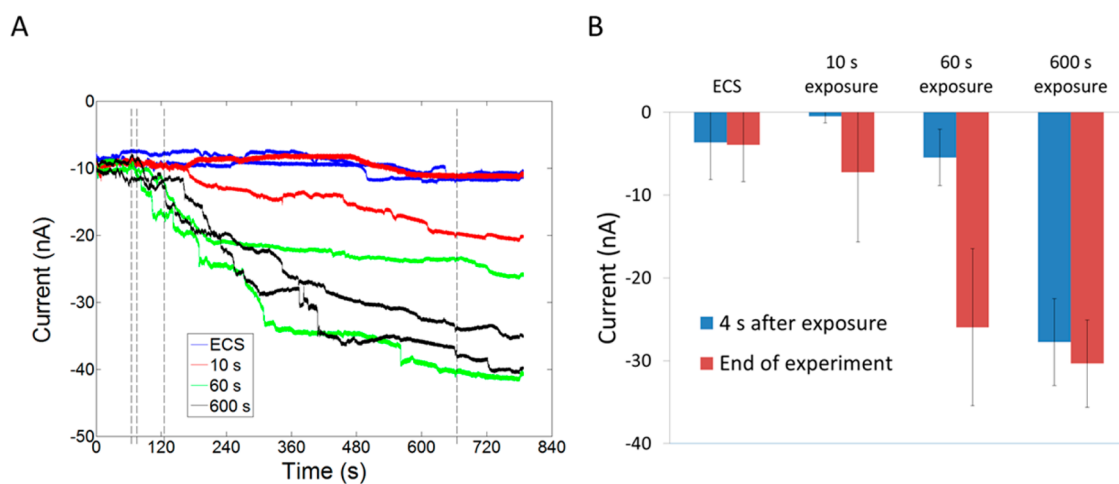 A
Current (nA)
0
-10
-20
-30
-40
-50
ECS
10 s
60 s
600 s
0
120
240
360
480
600
720
840
Time (s)
B
ECS
10 s
exposure
60 s
exposure
600 s
exposure
Current (nA)
0
-10
-20
-30
-40
4 s after exposure
End of experiment